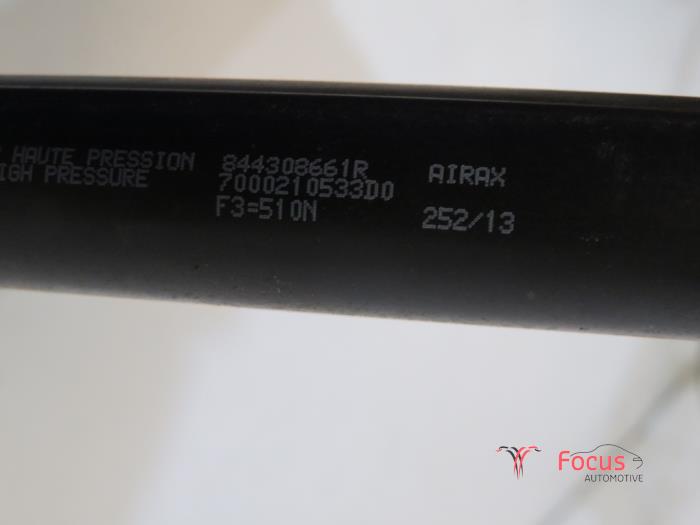 HAUTE PRESSION 844308661R AIRAX
HIGH PRESSURE 7000210533D0
F3=510N 252/13
Focus
AUTOMOTIVE